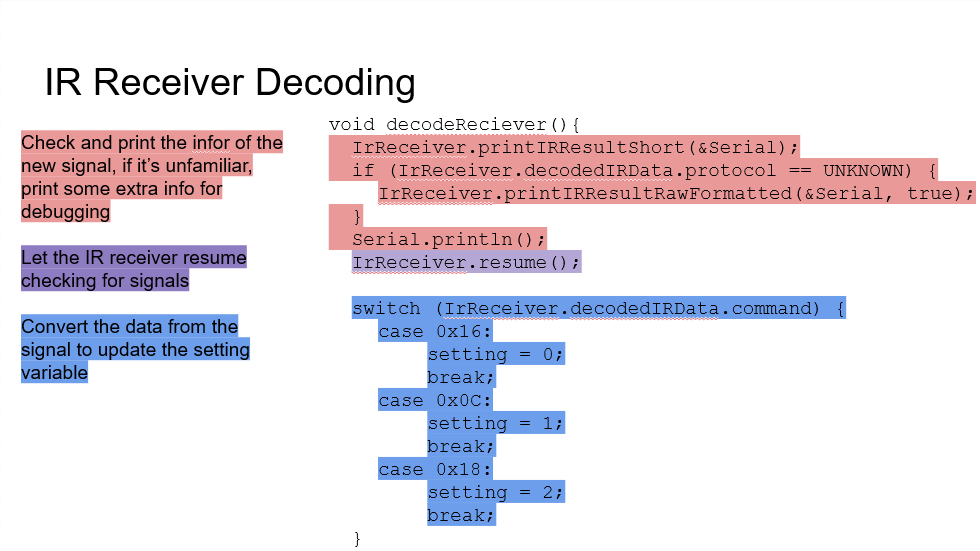 IR Receiver Decoding
Check and print the infor of the
new signal, if it's unfamiliar,
print some extra info for
debugging
Let the IR receiver resume
checking for signals
Convert the data from the
signal to update the setting
variable
void decodeReciever(){
IrReceiver.printIRResultShort(&Serial);
if (IrReceiver.decodedIRData.protocol == UNKNOWN) {
IrReceiver.printIRResultRawFormatted(&Serial, true);
}
Serial.println();
IrReceiver.resume();
switch (IrReceiver.decodedIRData.command) {
case 0x16:
setting = 0;
break;
case 0x0C:
setting = 1;
break;
case 0x18:
setting = 2;
break;
}